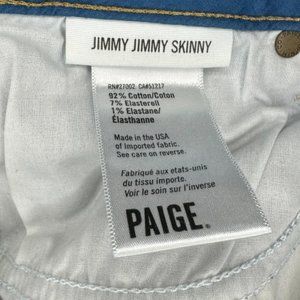 JIMMY JIMMY SKINNY
RN#27002 CA#51217
92% Cotton/Coton
7% Elasterell
1% Elastane/
Élasthanne
Made in the USA
of Imported fabric.
See care on reverse.
Fabriqué aux etats-unis
du tissu importe.
Voir le soin sur l'inverse
PAIGE®